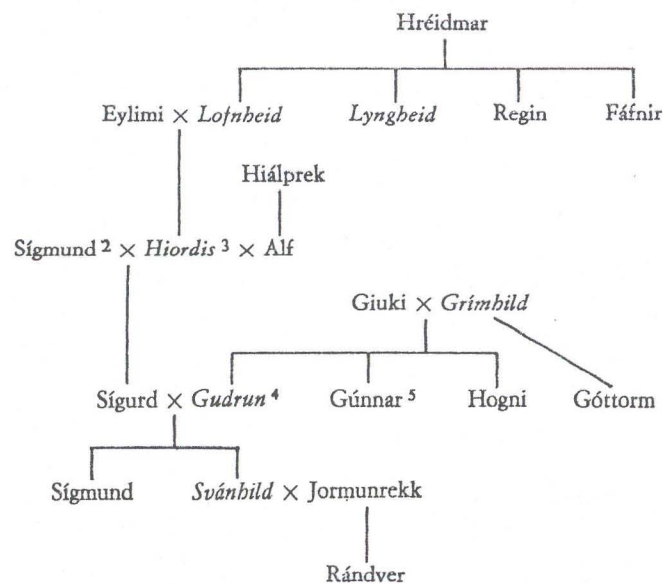 Hréidmar
Eylimi × Lofnheid Lyngheid Regin Fáfnir
Hiálprek
Sígmund 2 × Hiordis 3 × Alf
Giuki × Grímhild
Sígurd × Gudrun 4 Gúnnar 5 Hogni Góttorm
Sígmund Svánhild × Jormunrekk
Rándver